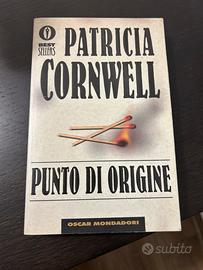 BEST
SELLERS
PATRICIA
CORNWELL
PUNTO DI ORIGINE
OSCAR MONDADORI
subito